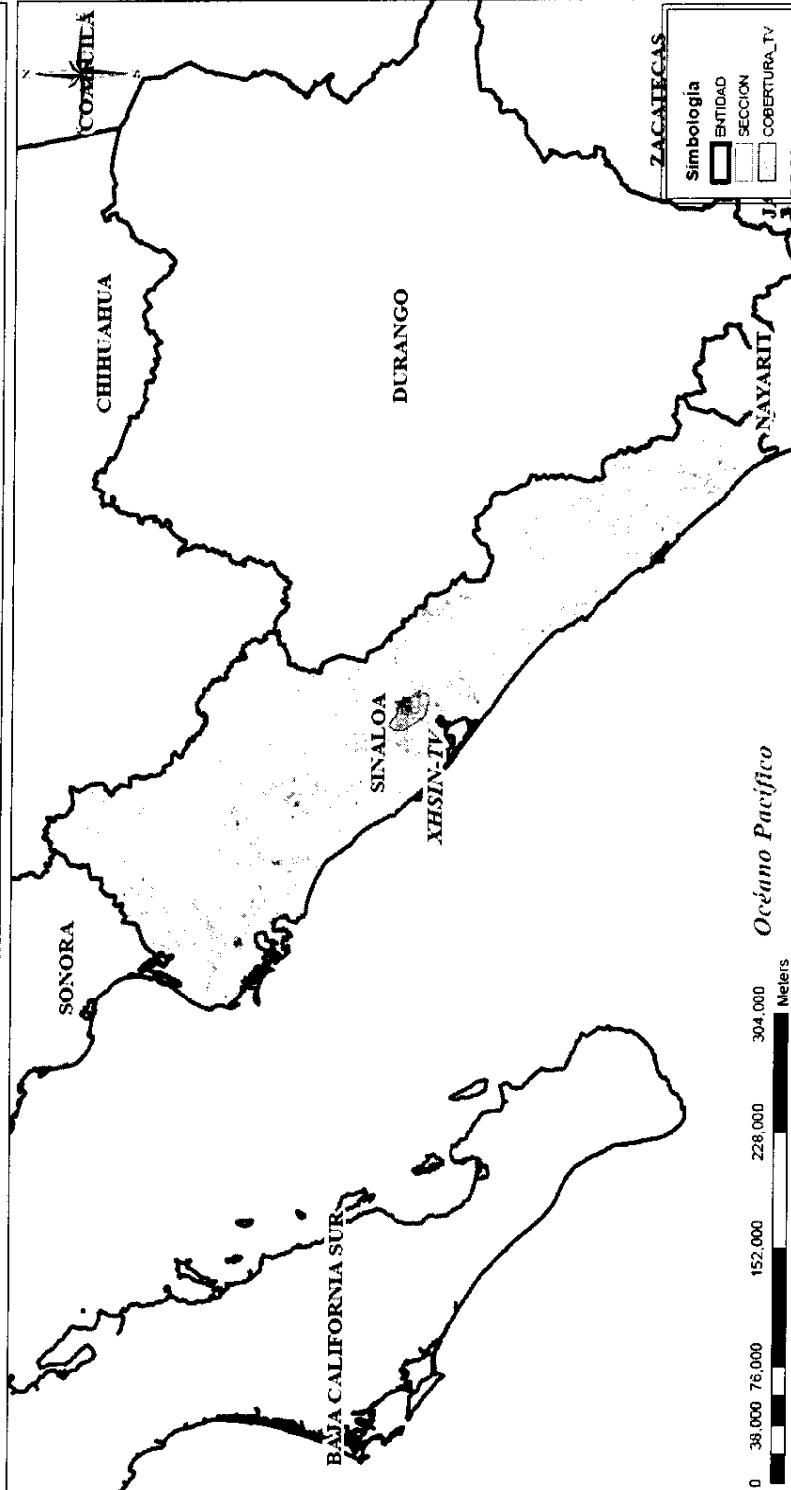 N
COAHUILA
CHIHUAHUA
SONORA
DURANGO
SINALOA
XHSIN-TV
BAJA CALIFORNIA SUR
ZACATECAS
NAYARIT
JA
Océano Pacífico
Simbología
ENTIDAD
SECCION
COBERTURA_TV
0 38,000 76,000 152,000 228,000 304,000
Meters